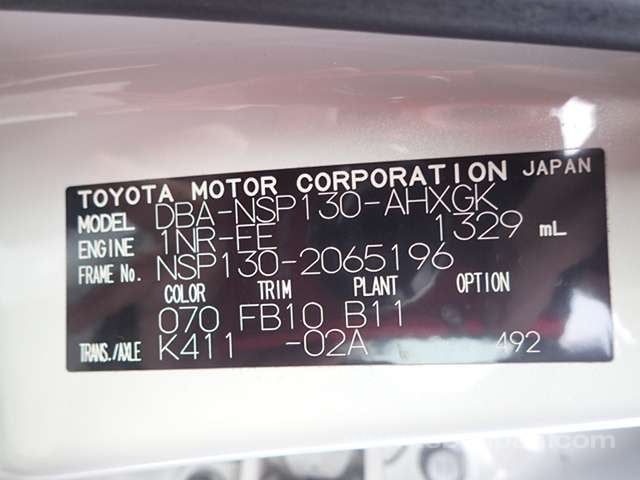 TOYOTA MOTOR CORPORATION JAPAN
MODEL DBA-NSP130-AHXGK
ENGINE 1NR-FE 1329 mL
FRAME No. NSP130-2065196
COLOR TRIM PLANT OPTION
070 FB10 B11
TRANS./AXLE K411 -02A 492